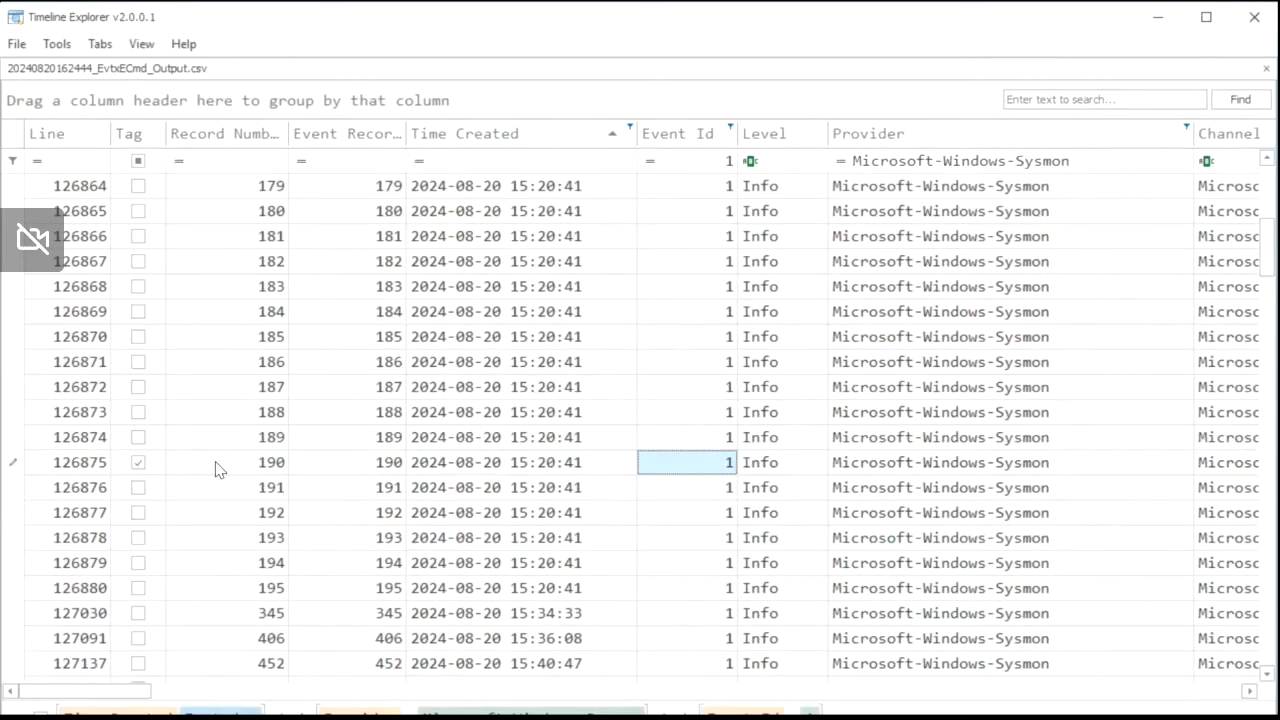 Timeline Explorer v2.0.0.1
File Tools Tabs View Help
20240820162444_EvtxECmd_Output.csv
Drag a column header here to group by that column
Enter text to search... Find
Line Tag Record Numb... Event Recor... Time Created Event Id Level Provider Channel
= = = = = 1 = Microsoft-Windows-Sysmon
126864 179 179 2024-08-20 15:20:41 1 Info Microsoft-Windows-Sysmon Microsc
126865 180 180 2024-08-20 15:20:41 1 Info Microsoft-Windows-Sysmon Microsc
126866 181 181 2024-08-20 15:20:41 1 Info Microsoft-Windows-Sysmon Microsc
126867 182 182 2024-08-20 15:20:41 1 Info Microsoft-Windows-Sysmon Microsc
126868 183 183 2024-08-20 15:20:41 1 Info Microsoft-Windows-Sysmon Microsc
126869 184 184 2024-08-20 15:20:41 1 Info Microsoft-Windows-Sysmon Microsc
126870 185 185 2024-08-20 15:20:41 1 Info Microsoft-Windows-Sysmon Microsc
126871 186 186 2024-08-20 15:20:41 1 Info Microsoft-Windows-Sysmon Microsc
126872 187 187 2024-08-20 15:20:41 1 Info Microsoft-Windows-Sysmon Microsc
126873 188 188 2024-08-20 15:20:41 1 Info Microsoft-Windows-Sysmon Microsc
126874 189 189 2024-08-20 15:20:41 1 Info Microsoft-Windows-Sysmon Microsc
126875 190 190 2024-08-20 15:20:41 1 Info Microsoft-Windows-Sysmon Microsc
126876 191 191 2024-08-20 15:20:41 1 Info Microsoft-Windows-Sysmon Microsc
126877 192 192 2024-08-20 15:20:41 1 Info Microsoft-Windows-Sysmon Microsc
126878 193 193 2024-08-20 15:20:41 1 Info Microsoft-Windows-Sysmon Microsc
126879 194 194 2024-08-20 15:20:41 1 Info Microsoft-Windows-Sysmon Microsc
126880 195 195 2024-08-20 15:20:41 1 Info Microsoft-Windows-Sysmon Microsc
127030 345 345 2024-08-20 15:34:33 1 Info Microsoft-Windows-Sysmon Microsc
127091 406 406 2024-08-20 15:36:08 1 Info Microsoft-Windows-Sysmon Microsc
127137 452 452 2024-08-20 15:40:47 1 Info Microsoft-Windows-Sysmon Microsc